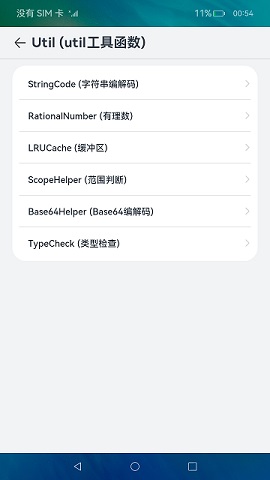 没有 SIM 卡
11%
00:54
Util (util工具函数)
StringCode (字符串编解码)
RationalNumber (有理数)
LRUCache (缓冲区)
ScopeHelper (范围判断)
Base64Helper (Base64编解码)
TypeCheck (类型检查)